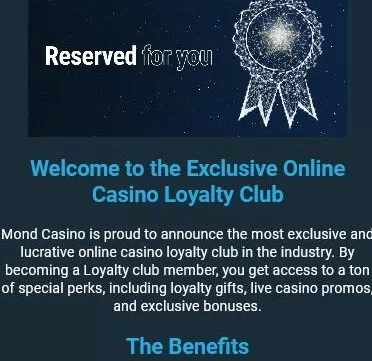 Reserved for you
Welcome to the Exclusive Online
Casino Loyalty Club
Mond Casino is proud to announce the most exclusive and
lucrative online casino loyalty club in the industry. By
becoming a Loyalty club member, you get access to a ton
of special perks, including loyalty gifts, live casino promos,
and exclusive bonuses.
The Benefits